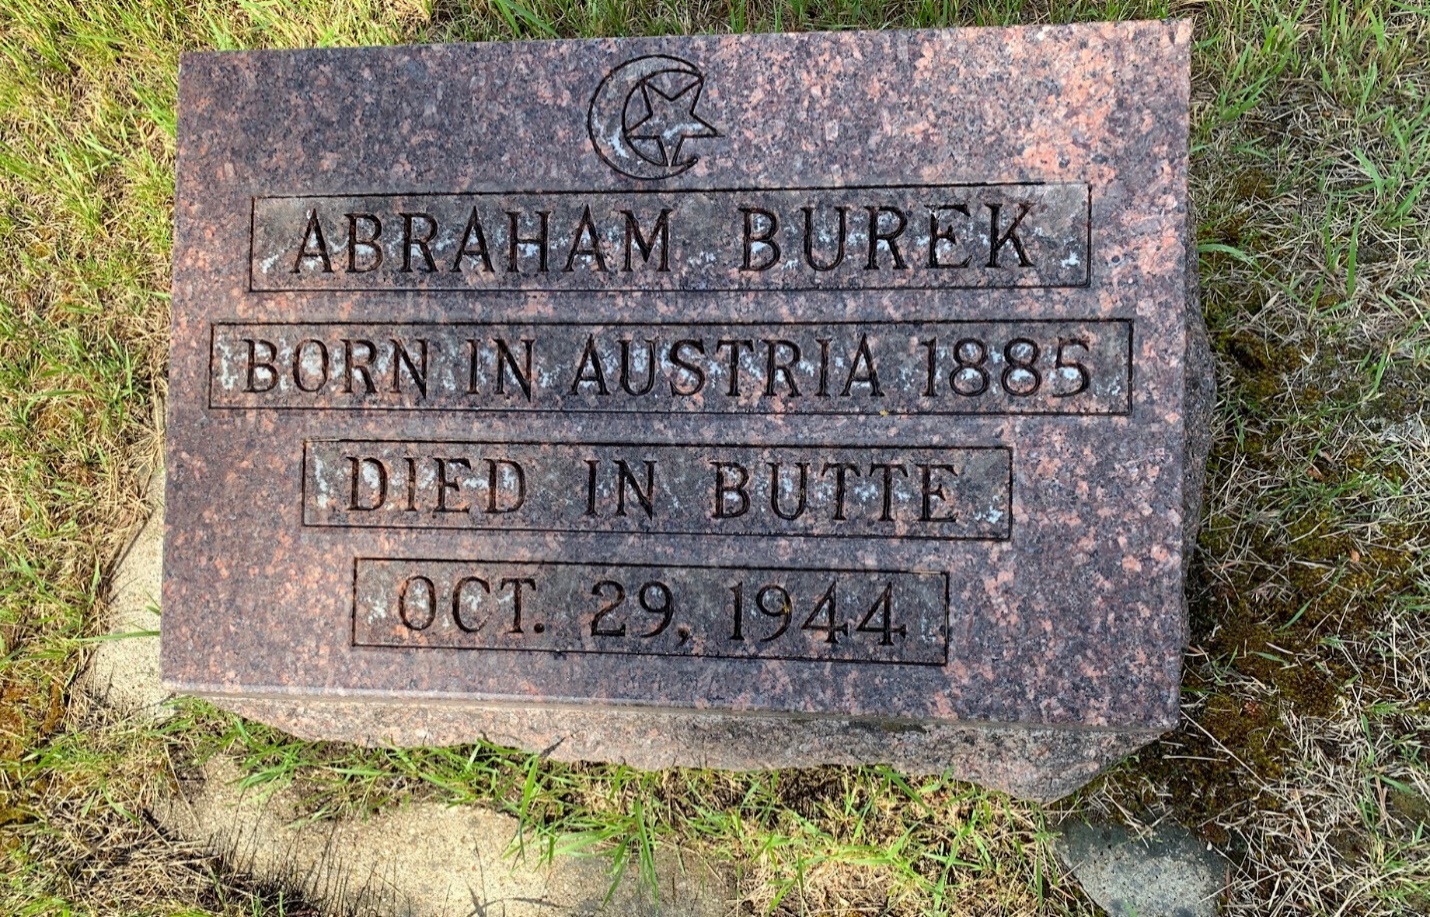 ABRAHAM BUREK
BORN IN AUSTRIA 1885
DIED IN BUTTE
OCT. 29, 1944